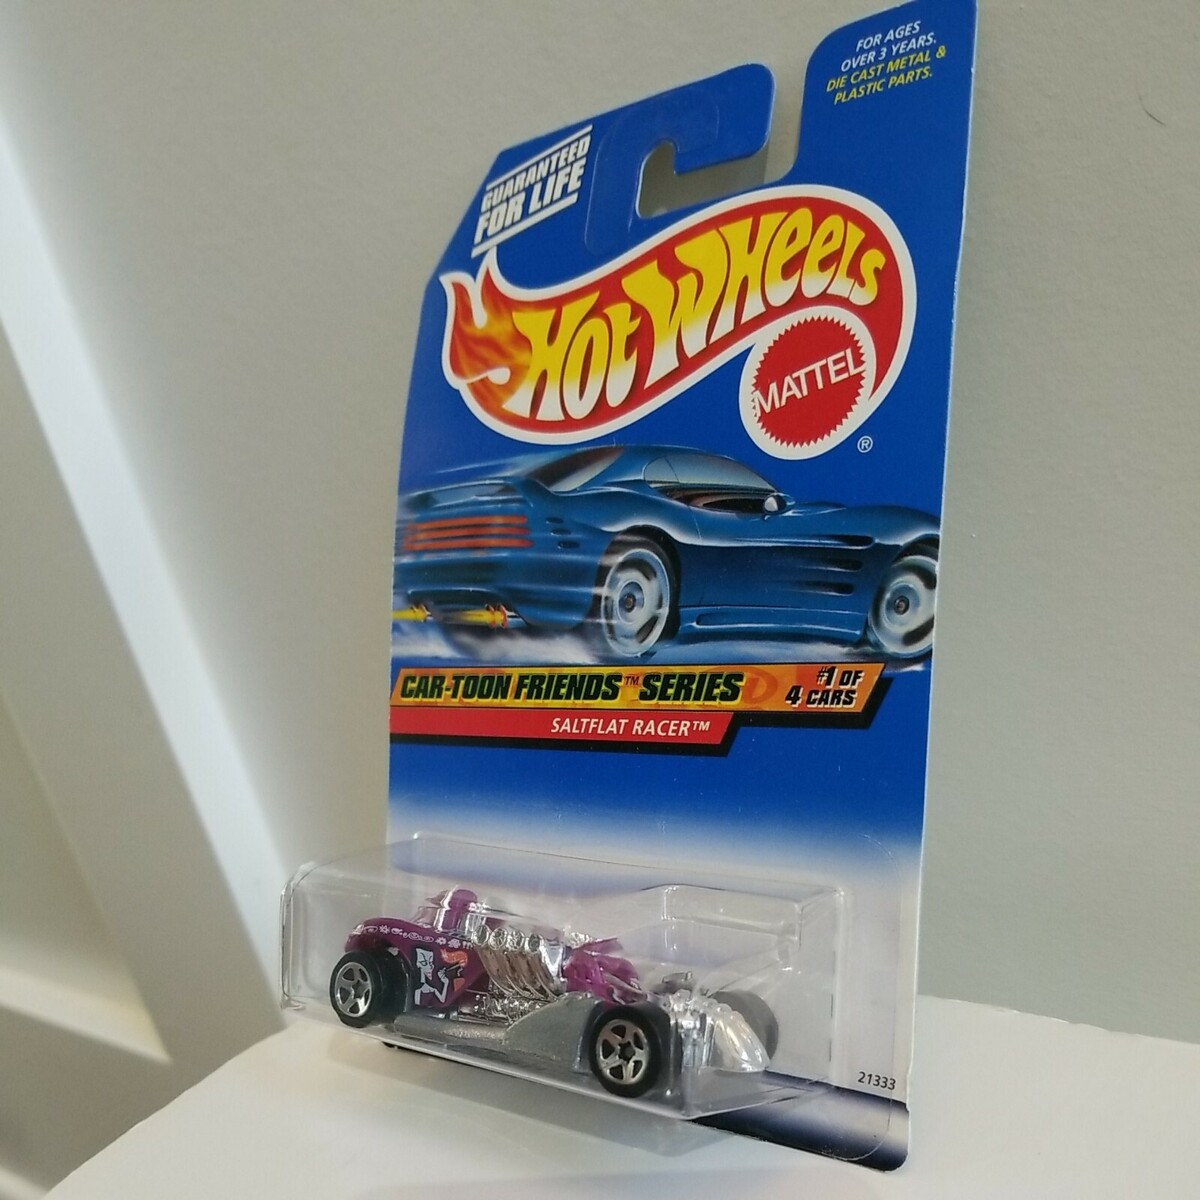 FOR AGES
OVER 3 YEARS.
DIE CAST METAL &
PLASTIC PARTS.
GUARANTEED
FOR LIFE
HOT WHEELS
MATTEL
®
CAR-TOON FRIENDS™ SERIES
#1 OF
4 CARS
SALTFLAT RACER™
21333